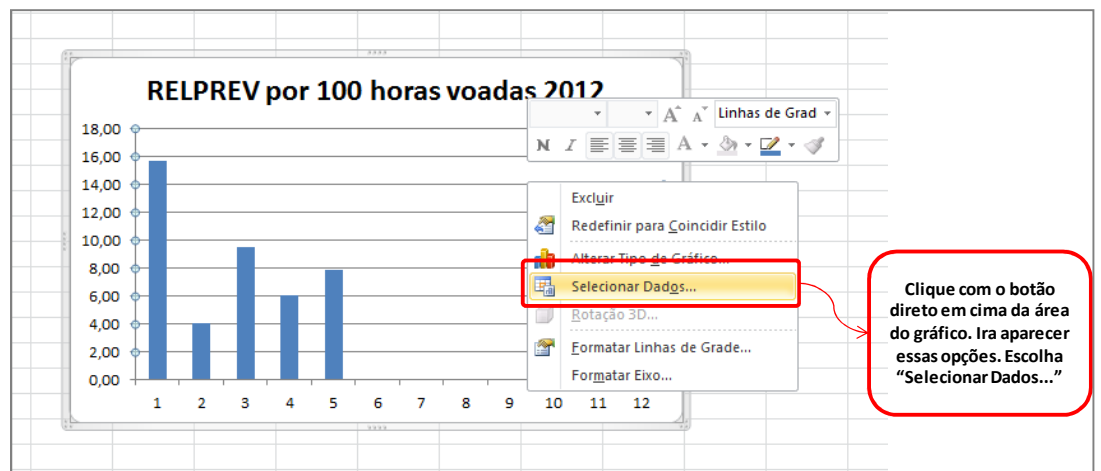 RELPREV por 100 horas voadas 2012
18,00
16,00
14,00
12,00
10,00
8,00
6,00
4,00
2,00
0,00
1 2 3 4 5 6 7 8 9 10 11 12
A A Linhas de Grad
N I A
Excluir
Redefinir para Coincidir Estilo
Alterar Tipo de Gráfico...
Selecionar Dados...
Rotação 3D...
Formatar Linhas de Grade...
Formatar Eixo...
Clique com o botão
direto em cima da área
do gráfico. Ira aparecer
essas opções. Escolha
“Selecionar Dados...”